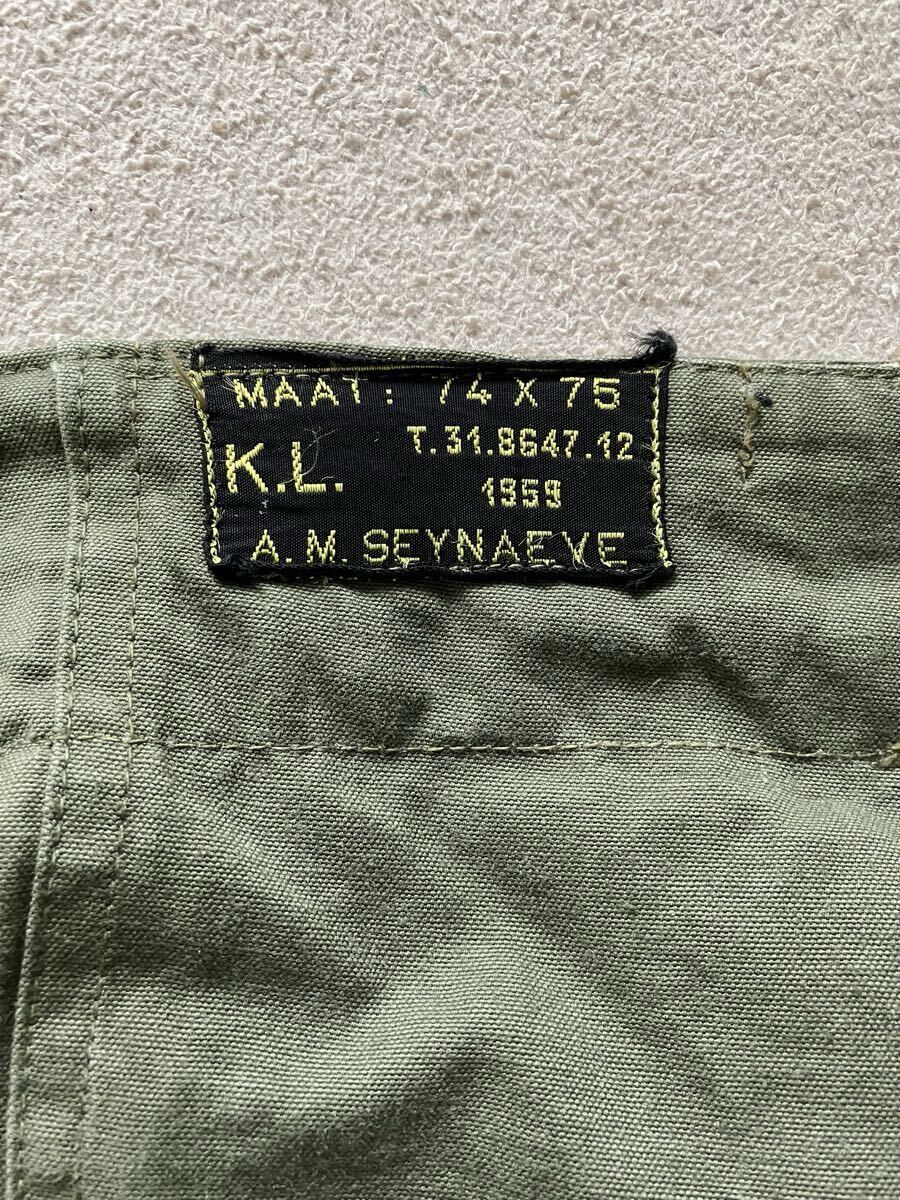 MAAT: 74 X 75
K.L. T.31.8647.12
1959
A.M. SEYNAEVE